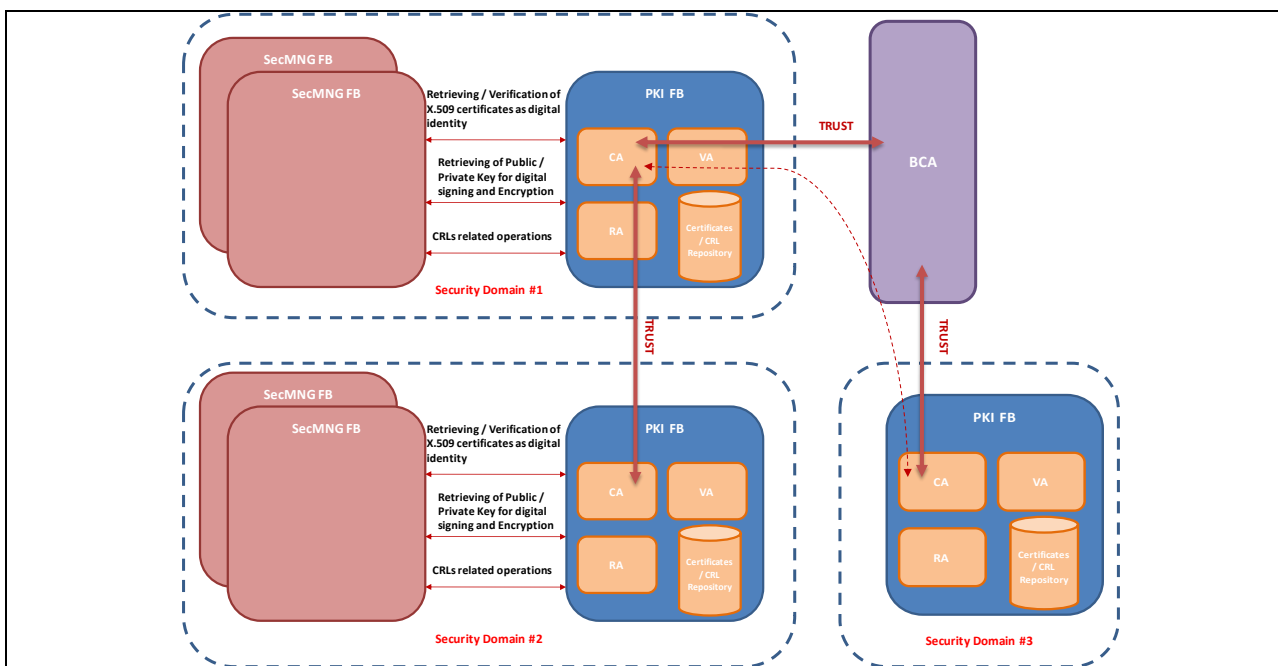 SecMNG FB
SecMNG FB
Retrieving / Verification of
X.509 certificates as digital
identity
Retrieving of Public /
Private Key for digital
signing and Encryption
CRLs related operations
PKI FB
CA
VA
RA
Certificates
/ CRL
Repository
Security Domain #1
TRUST
BCA
TRUST
TRUST
SecMNG FB
SecMNG FB
Retrieving / Verification of
X.509 certificates as digital
identity
Retrieving of Public /
Private Key for digital
signing and Encryption
CRLs related operations
PKI FB
CA
VA
RA
Certificates
/ CRL
Repository
Security Domain #2
PKI FB
CA
VA
RA
Certificates
/ CRL
Repository
Security Domain #3